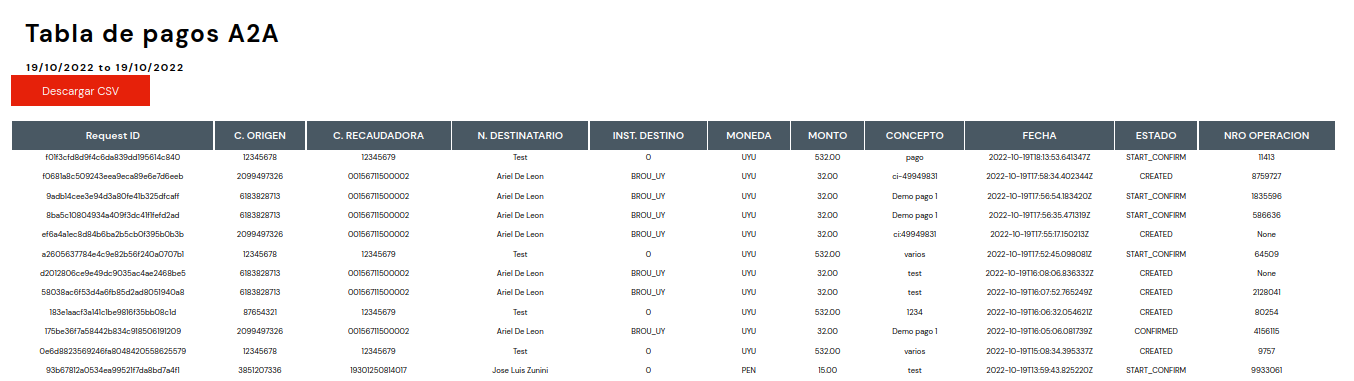 Tabla de pagos A2A
19/10/2022 to 19/10/2022
Descargar CSV
Request ID C. ORIGEN C. RECAUDADORA N. DESTINATARIO INST. DESTINO MONEDA MONTO CONCEPTO FECHA ESTADO NRO OPERACION
f01f3cfd8d9f4c6da839dd195614c840 12345678 12345679 Test 0 UYU 532.00 pago 2022-10-19T18:13:53.641347Z START_CONFIRM 11413
f0681a8c509243eea9eca89e6e7d6eeb 2099497326 00156711500002 Ariel De Leon BROU_UY UYU 32.00 ci-49949831 2022-10-19T17:58:34.402344Z CREATED 8759727
9adb14cee3e94d3a80fe41b325dfcaff 6183828713 00156711500002 Ariel De Leon BROU_UY UYU 32.00 Demo pago 1 2022-10-19T17:56:54.183420Z START_CONFIRM 1835596
8ba5c10804934a409f3dc41f1fefd2ad 6183828713 00156711500002 Ariel De Leon BROU_UY UYU 32.00 Demo pago 1 2022-10-19T17:56:35.471319Z START_CONFIRM 586636
ef6a4a1ec8d84b6ba2b5cb0f395b0b3b 2099497326 00156711500002 Ariel De Leon BROU_UY UYU 32.00 ci:49949831 2022-10-19T17:55:17.150213Z CREATED None
a2605637784e4c9e82b56f240a0707b1 12345678 12345679 Test 0 UYU 532.00 varios 2022-10-19T17:52:45.098081Z START_CONFIRM 64509
d2012806ce9e49dc9035ac4ae2468be5 6183828713 00156711500002 Ariel De Leon BROU_UY UYU 32.00 test 2022-10-19T16:08:06.836332Z CREATED None
58038ac6f53d4a6fb85d2ad8051940a8 6183828713 00156711500002 Ariel De Leon BROU_UY UYU 32.00 test 2022-10-19T16:07:52.765249Z CREATED 2128041
183e1aacf3a141c1be9816f35bb08c1d 87654321 12345679 Test 0 UYU 532.00 1234 2022-10-19T16:06:32.054621Z CREATED 80254
175be36f7a58442b834c918506191209 2099497326 00156711500002 Ariel De Leon BROU_UY UYU 32.00 Demo pago 1 2022-10-19T16:05:06.081739Z CONFIRMED 4156115
0e6d8823569246fa8048420558625579 12345678 12345679 Test 0 UYU 532.00 varios 2022-10-19T15:08:34.395337Z CREATED 9757
93b67812a0534ea99521f7da8bd7a4f1 3851207336 19301250814017 Jose Luis Zunini 0 PEN 15.00 test 2022-10-19T13:59:43.825220Z START_CONFIRM 9933061